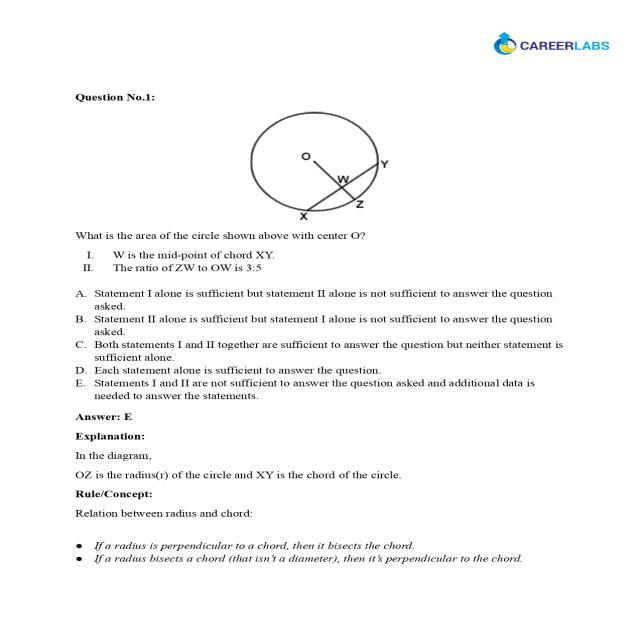 CAREERLABS
Question No.1:
O
W
Y
Z
X
What is the area of the circle shown above with center O?
I. W is the mid-point of chord XY.
II. The ratio of ZW to OW is 3:5
A. Statement I alone is sufficient but statement II alone is not sufficient to answer the question
asked.
B. Statement II alone is sufficient but statement I alone is not sufficient to answer the question
asked.
C. Both statements I and II together are sufficient to answer the question but neither statement is
sufficient alone.
D. Each statement alone is sufficient to answer the question.
E. Statements I and II are not sufficient to answer the question asked and additional data is
needed to answer the statements.
Answer: E
Explanation:
In the diagram,
OZ is the radius(r) of the circle and XY is the chord of the circle.
Rule/Concept:
Relation between radius and chord:
● If a radius is perpendicular to a chord, then it bisects the chord.
● If a radius bisects a chord (that isn't a diameter), then it's perpendicular to the chord.